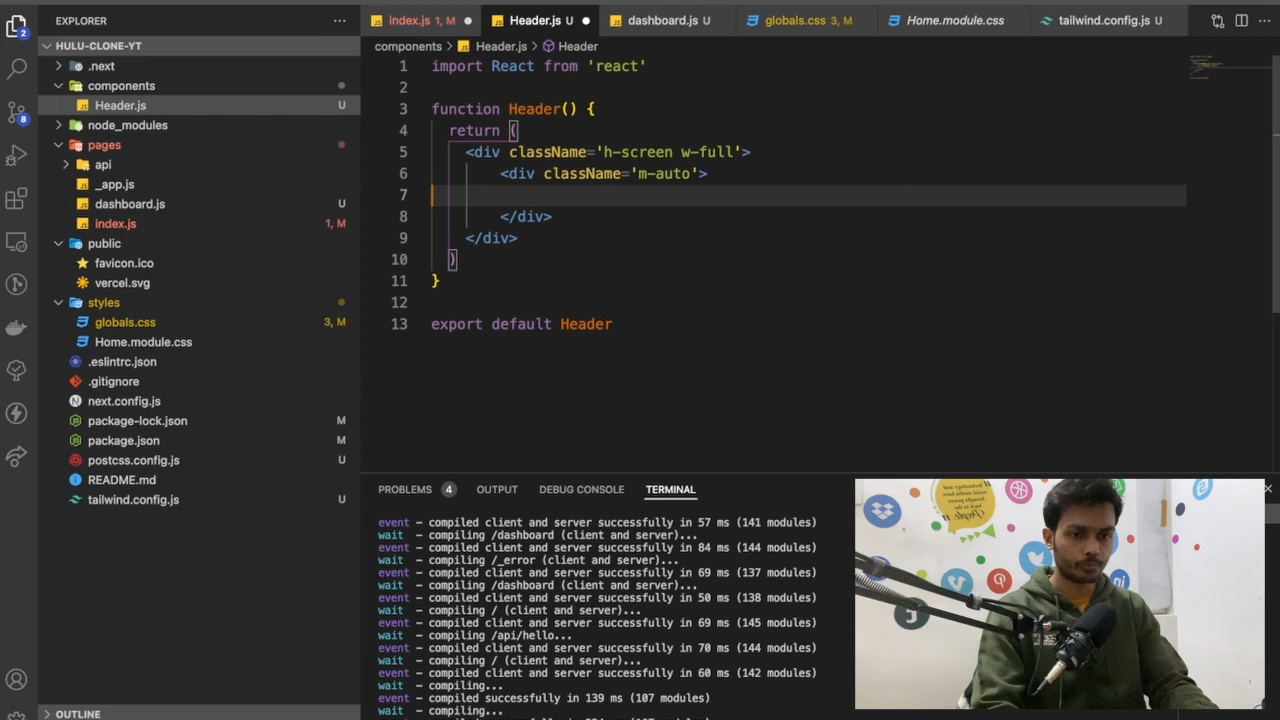 EXPLORER
HULU-CLONE-YT
.next
components
Header.js U
node_modules
pages
api
_app.js
dashboard.js U
index.js 1, M
public
favicon.ico
vercel.svg
styles
globals.css 3, M
Home.module.css
.eslintrc.json
.gitignore
next.config.js
package-lock.json M
package.json M
postcss.config.js U
README.md
tailwind.config.js U
OUTLINE
2
8
index.js 1, M Header.js U dashboard.js U globals.css 3, M Home.module.css tailwind.config.js U
components > Header.js > Header
1 import React from 'react'
2
3 function Header() {
4 return (
5 <div className='h-screen w-full'>
6 <div className='m-auto'>
7
8 </div>
9 </div>
10 )
11 }
12
13 export default Header
PROBLEMS 4 OUTPUT DEBUG CONSOLE TERMINAL
event - compiled client and server successfully in 57 ms (141 modules)
wait - compiling /dashboard (client and server)...
event - compiled client and server successfully in 84 ms (144 modules)
wait - compiling /_error (client and server)...
event - compiled client and server successfully in 69 ms (137 modules)
wait - compiling /dashboard (client and server)...
event - compiled client and server successfully in 50 ms (138 modules)
wait - compiling / (client and server)...
event - compiled client and server successfully in 69 ms (145 modules)
wait - compiling /api/hello...
event - compiled client and server successfully in 70 ms (144 modules)
wait - compiling / (client and server)...
event - compiled client and server successfully in 60 ms (142 modules)
wait - compiling...
event - compiled successfully in 139 ms (107 modules)
wait - compiling...